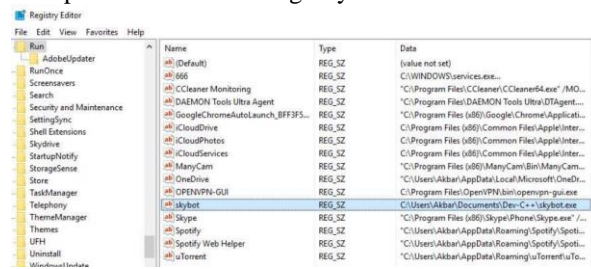 Registry Editor
File Edit View Favorites Help
Run
AdobeUpdater
RunOnce
Screensavers
Search
Security and Maintenance
SettingSync
Shell Extensions
Skydrive
StartupNotify
StorageSense
Store
TaskManager
Telephony
ThemeManager
Themes
UFH
Uninstall
WindowsUpdate
Name Type Data
(Default) REG_SZ (value not set)
666 REG_SZ C:\WINDOWS\services.exe...
CCleaner Monitoring REG_SZ "C:\Program Files\CCleaner\CCleaner64.exe" /MO...
DAEMON Tools Ultra Agent REG_SZ "C:\Program Files\DAEMON Tools Ultra\DTAgent....
GoogleChromeAutoLaunch_BFF3F5... REG_SZ "C:\Program Files (x86)\Google\Chrome\Applicati...
iCloudDrive REG_SZ C:\Program Files (x86)\Common Files\Apple\Inter...
iCloudPhotos REG_SZ C:\Program Files (x86)\Common Files\Apple\Inter...
iCloudServices REG_SZ C:\Program Files (x86)\Common Files\Apple\Inter...
ManyCam REG_SZ "C:\Program Files (x86)\ManyCam\Bin\ManyCam...
OneDrive REG_SZ "C:\Users\Akbar\AppData\Local\Microsoft\OneDr...
OPENVPN-GUI REG_SZ C:\Program Files\OpenVPN\bin\openvpn-gui.exe
skybot REG_SZ C:\Users\Akbar\Documents\Dev-C++\skybot.exe
Skype REG_SZ "C:\Program Files (x86)\Skype\Phone\Skype.exe" /...
Spotify REG_SZ "C:\Users\Akbar\AppData\Roaming\Spotify\Spoti...
Spotify Web Helper REG_SZ "C:\Users\Akbar\AppData\Roaming\Spotify\Spoti...
uTorrent REG_SZ "C:\Users\Akbar\AppData\Roaming\uTorrent\uTo...